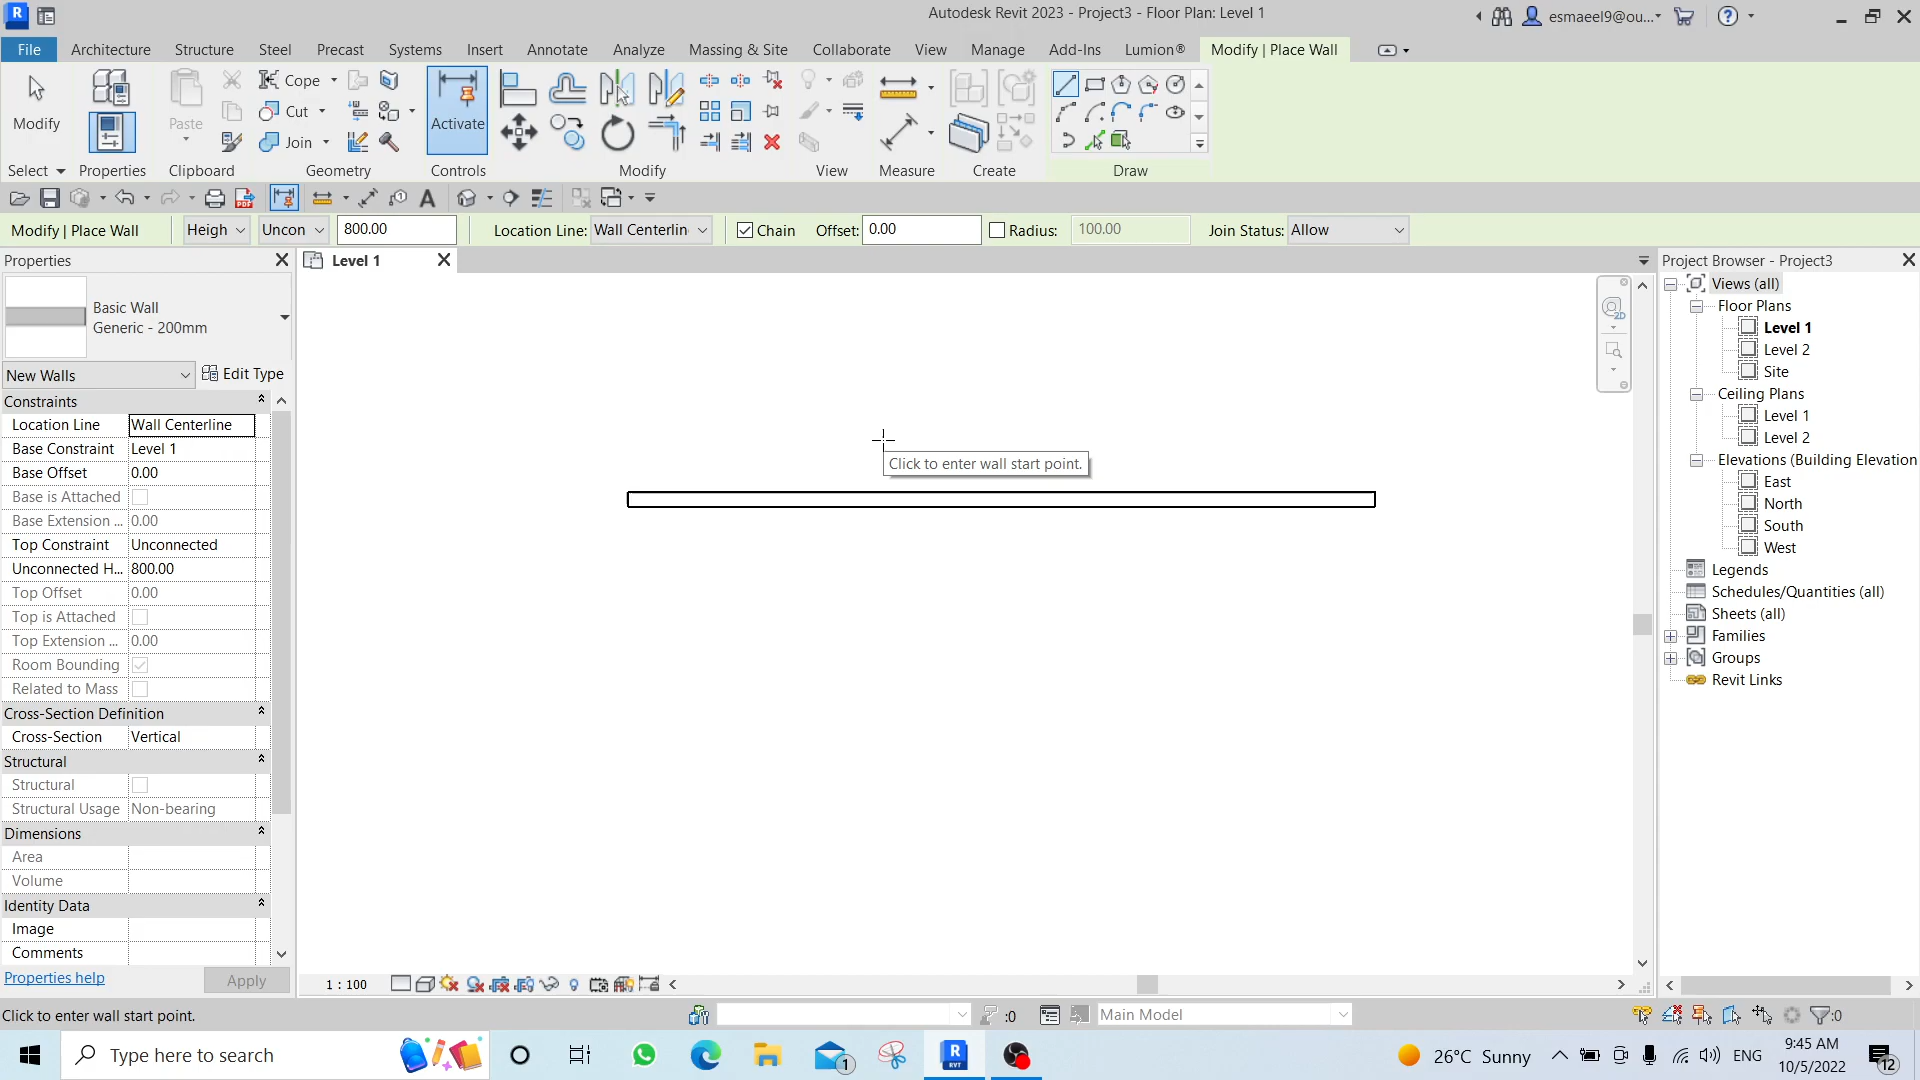 Autodesk Revit 2023 - Project3 - Floor Plan: Level 1
esmaeel9@ou...
File Architecture Structure Steel Precast Systems Insert Annotate Analyze Massing & Site Collaborate View Manage Add-Ins Lumion® Modify | Place Wall
Modify
Paste
Cope
Cut
Join
Activate
Select Properties Clipboard Geometry Controls Modify View Measure Create Draw
Modify | Place Wall Heigh Uncon 800.00 Location Line: Wall Centerlin Chain Offset: 0.00 Radius: 100.00 Join Status: Allow
Properties
Basic Wall
Generic - 200mm
New Walls Edit Type
Constraints
Location Line Wall Centerline
Base Constraint Level 1
Base Offset 0.00
Base is Attached
Base Extension ... 0.00
Top Constraint Unconnected
Unconnected H... 800.00
Top Offset 0.00
Top is Attached
Top Extension ... 0.00
Room Bounding
Related to Mass
Cross-Section Definition
Cross-Section Vertical
Structural
Structural
Structural Usage Non-bearing
Dimensions
Area
Volume
Identity Data
Image
Comments
Properties help Apply
Level 1
2D
Click to enter wall start point.
1 : 100
Project Browser - Project3
Views (all)
Floor Plans
Level 1
Level 2
Site
Ceiling Plans
Level 1
Level 2
Elevations (Building Elevation
East
North
South
West
Legends
Schedules/Quantities (all)
Sheets (all)
Families
Groups
Revit Links
Click to enter wall start point. :0 Main Model :0
Type here to search
1
R
RVT
26°C Sunny
ENG
9:45 AM
10/5/2022
12